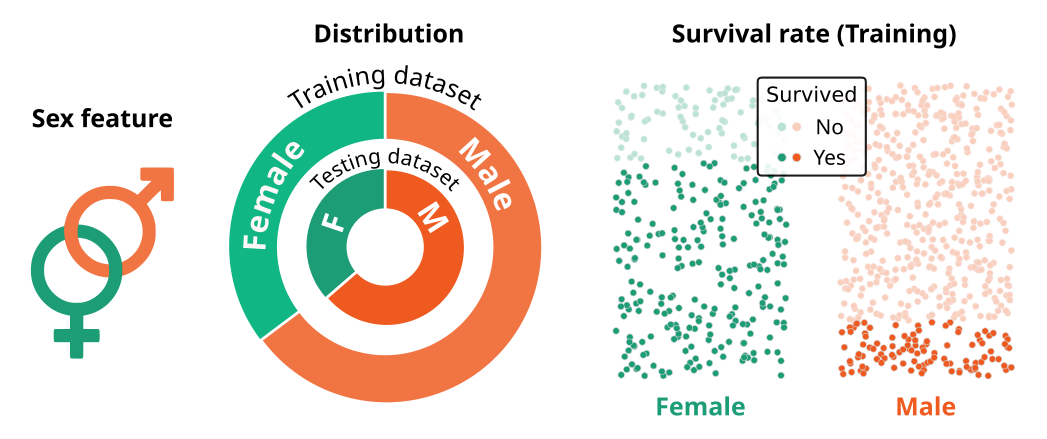 Sex feature
Distribution
Training dataset
Female
Male
Testing dataset
F
M
Survival rate (Training)
Survived
No
Yes
Female
Male